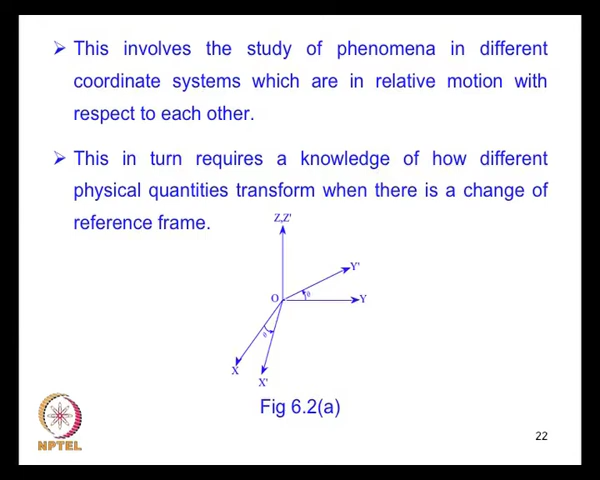 ➢ This involves the study of phenomena in different
coordinate systems which are in relative motion with
respect to each other.
➢ This in turn requires a knowledge of how different
physical quantities transform when there is a change of
reference frame.
Z,Z'
Y'
O
ϕ
Y
ϕ
X
X'
Fig 6.2(a)
NPTEL
22